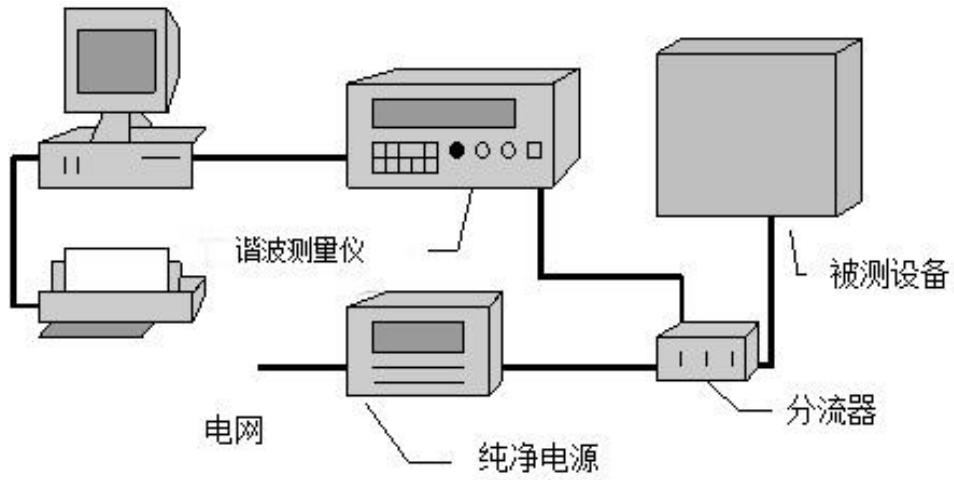 谐波测量仪
被测设备
分流器
电网
纯净电源